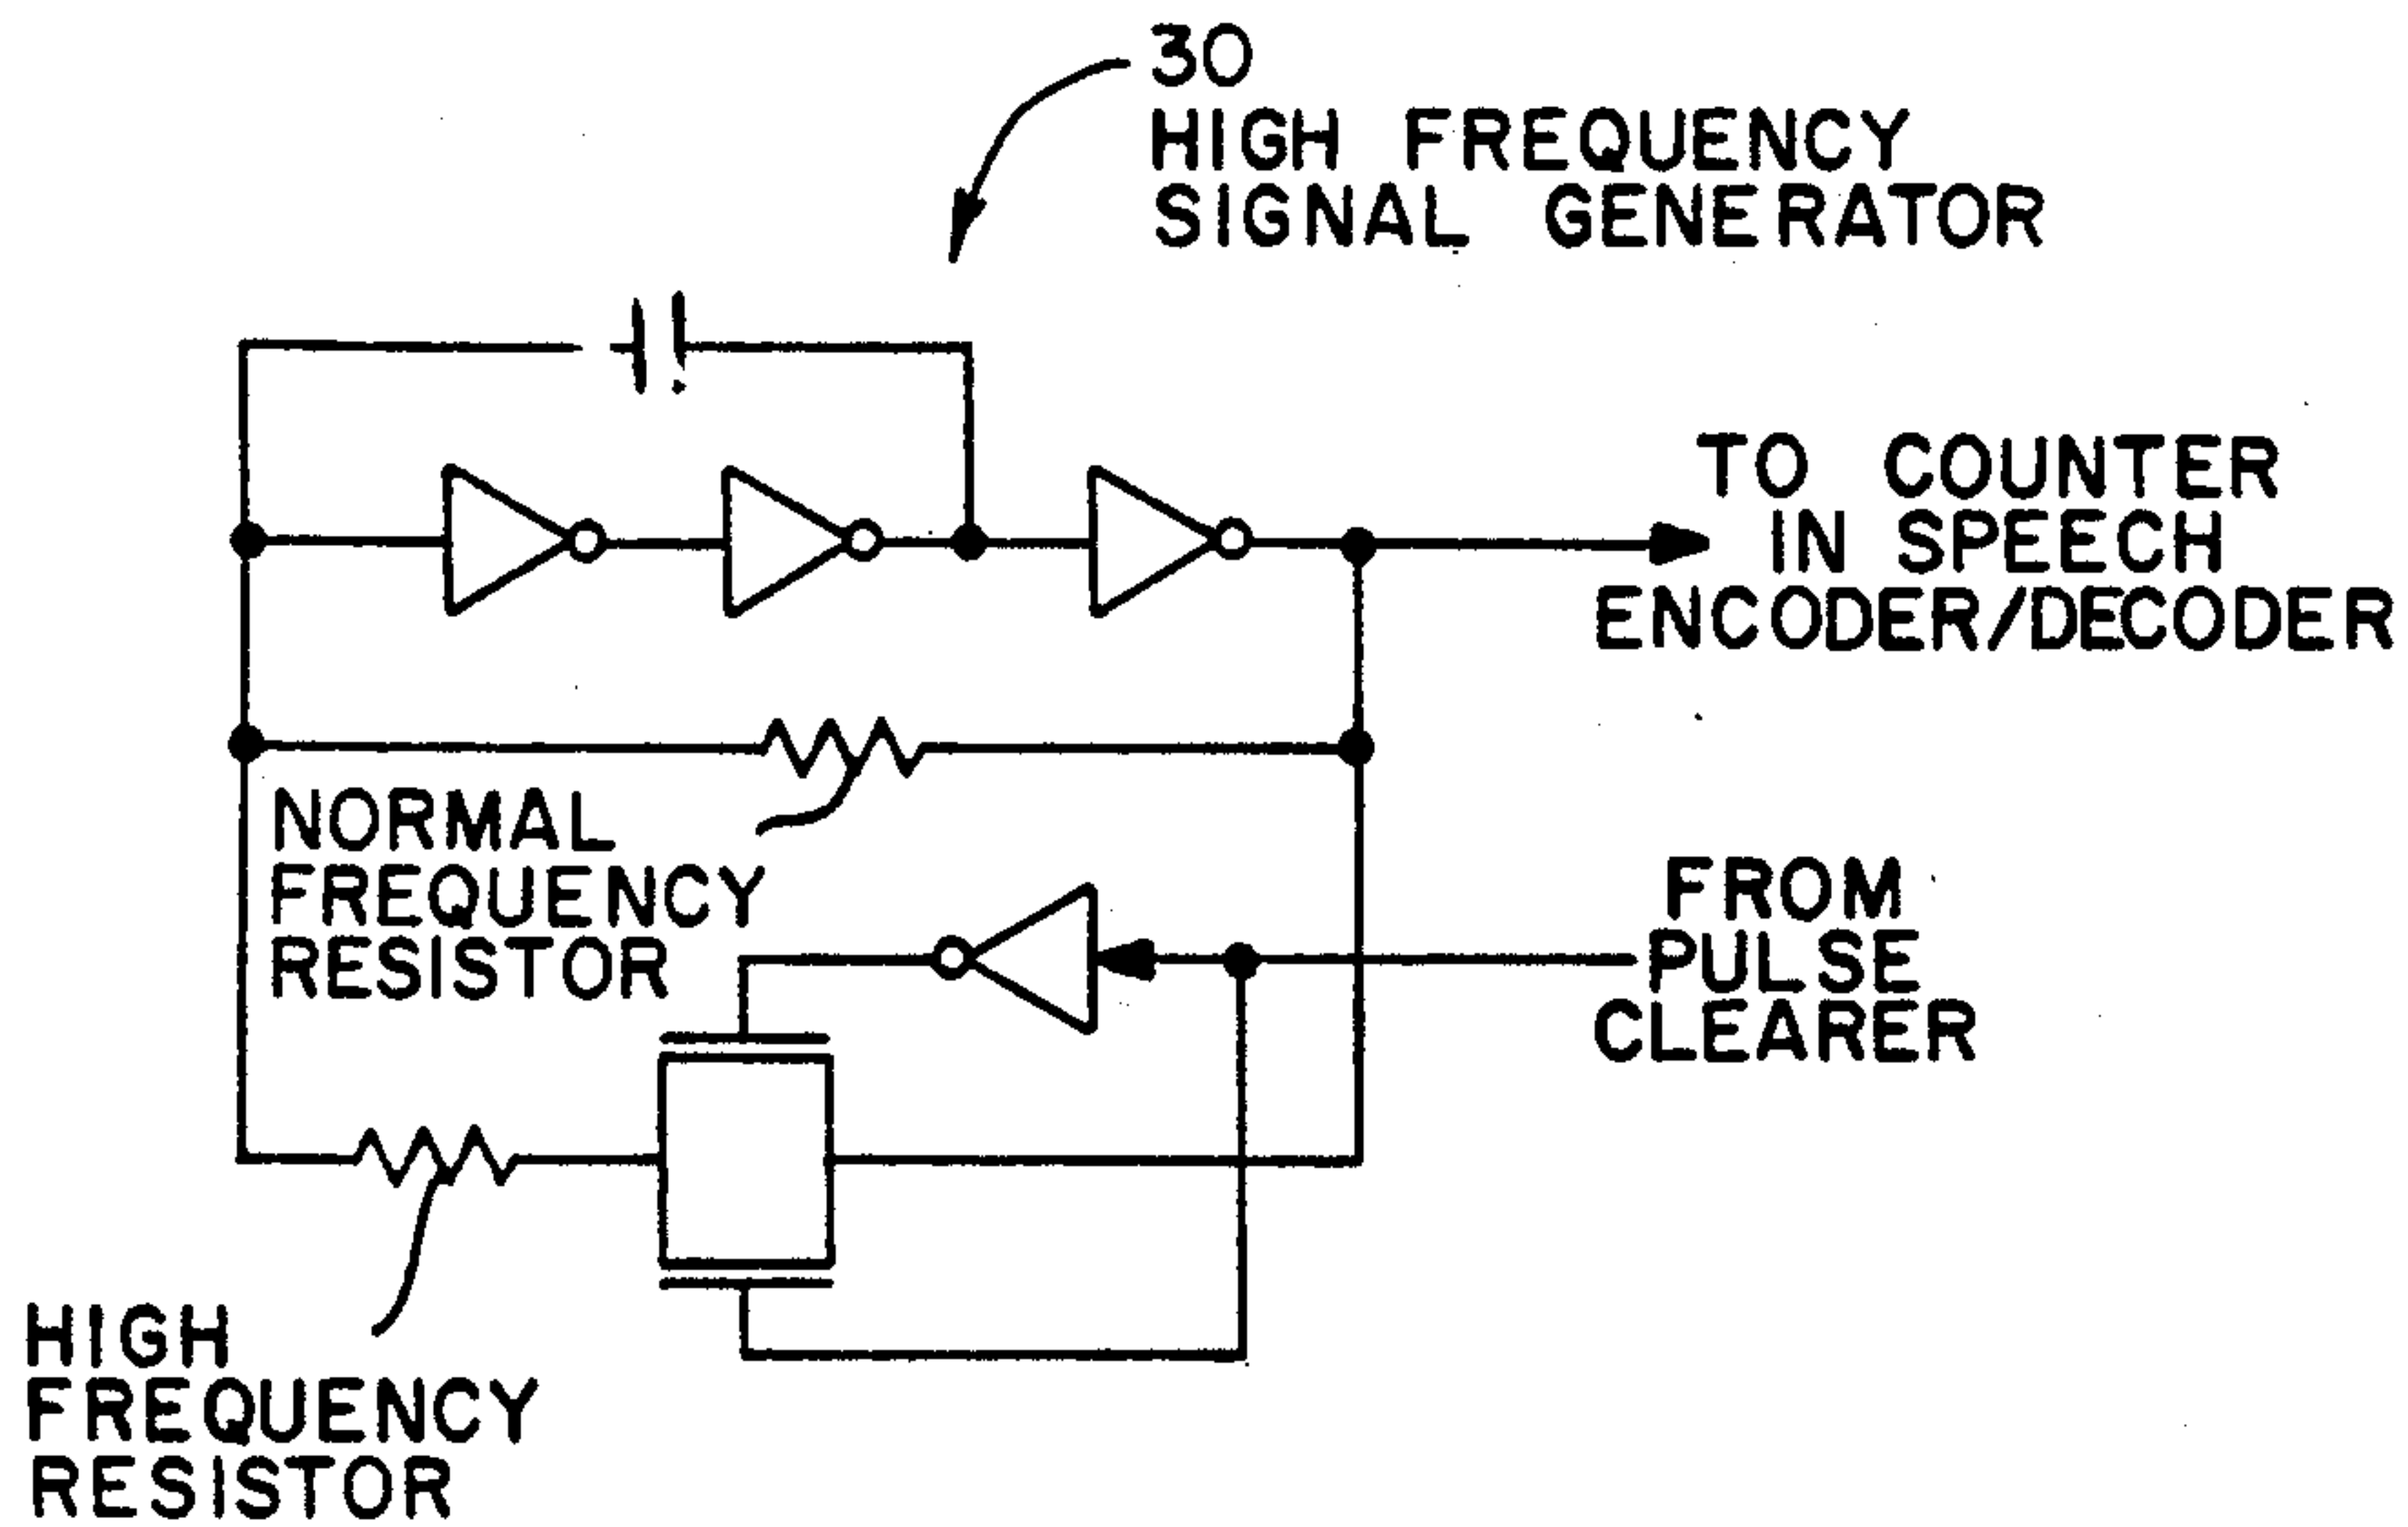 30
HIGH FREQUENCY
SIGNAL GENERATOR
TO COUNTER
IN SPEECH
ENCODER/DECODER
NORMAL
FREQUENCY
RESISTOR
FROM
PULSE
CLEARER
HIGH
FREQUENCY
RESISTOR